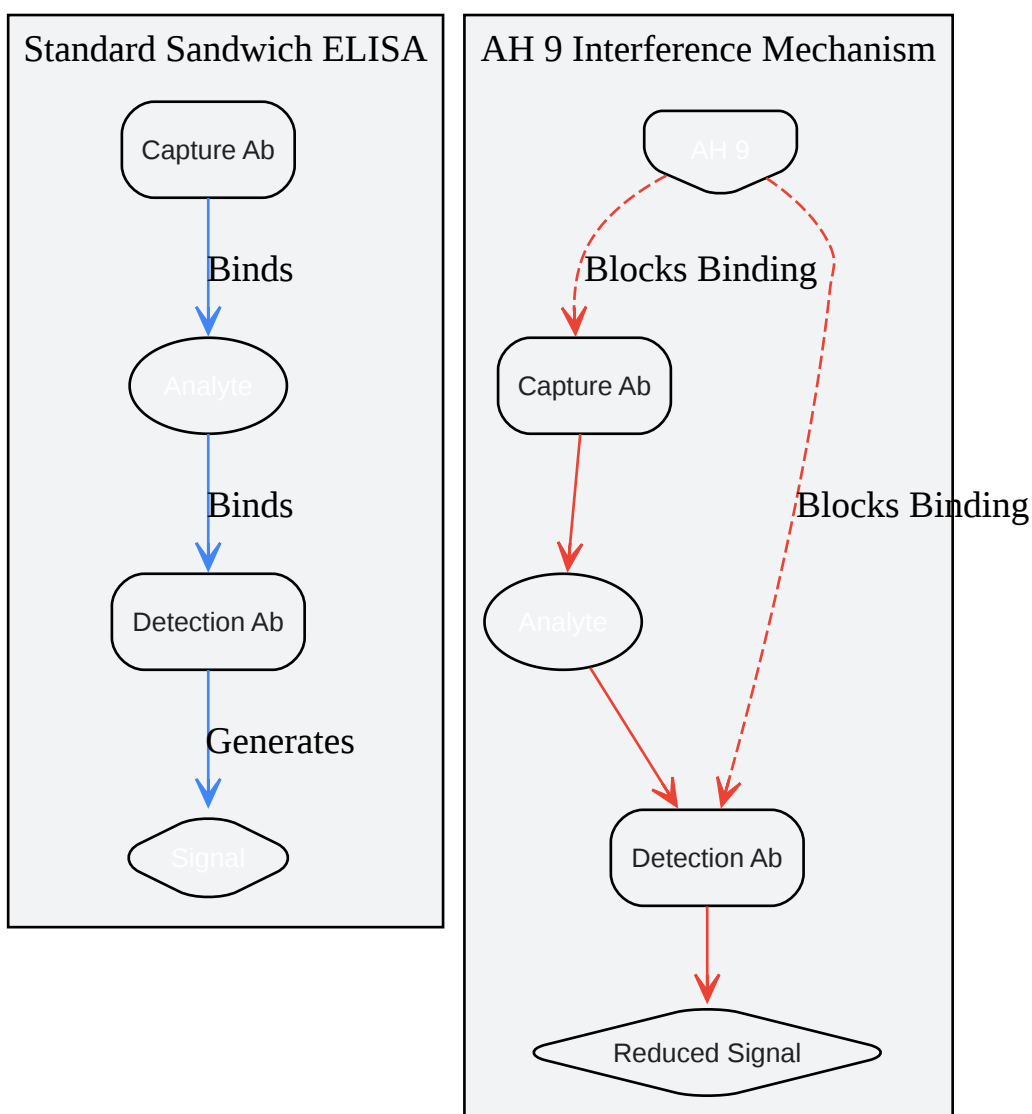 Standard Sandwich ELISA
Capture Ab
Binds
Analyte
Binds
Detection Ab
Generates
Signal
AH 9 Interference Mechanism
AH 9
Blocks Binding
Capture Ab
Blocks Binding
Analyte
Detection Ab
Reduced Signal